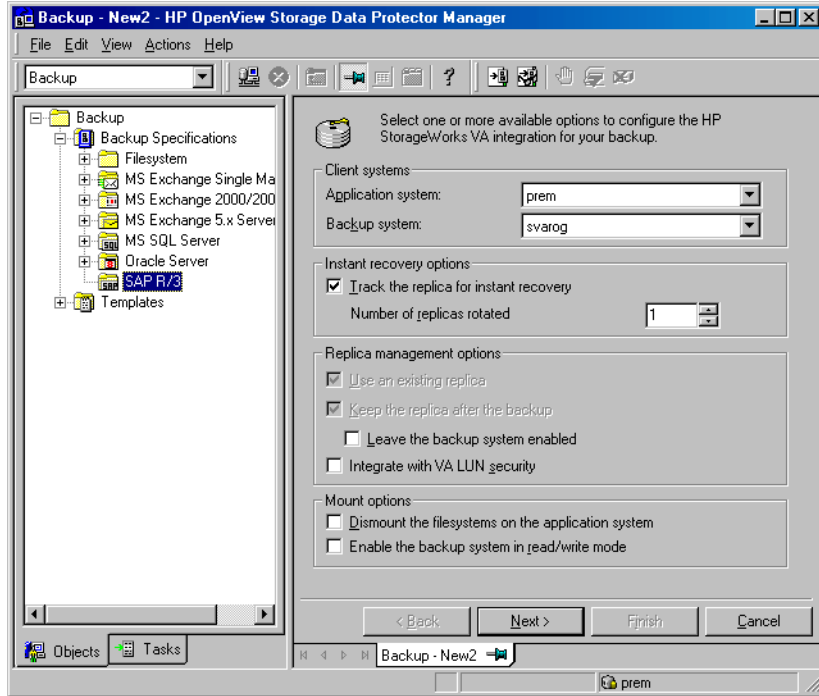 Backup - New2 - HP OpenView Storage Data Protector Manager
File Edit View Actions Help
Backup
Backup
Backup Specifications
Filesystem
MS Exchange Single Ma
MS Exchange 2000/200
MS Exchange 5.x Server
MS SQL Server
Oracle Server
SAP R/3
Templates
Objects
Tasks
Select one or more available options to configure the HP
StorageWorks VA integration for your backup.
Client systems
Application system:
prem
Backup system:
svarog
Instant recovery options
Track the replica for instant recovery
Number of replicas rotated
1
Replica management options
Use an existing replica
Keep the replica after the backup
Leave the backup system enabled
Integrate with VA LUN security
Mount options
Dismount the filesystems on the application system
Enable the backup system in read/write mode
< Back
Next >
Finish
Cancel
Backup - New2
prem